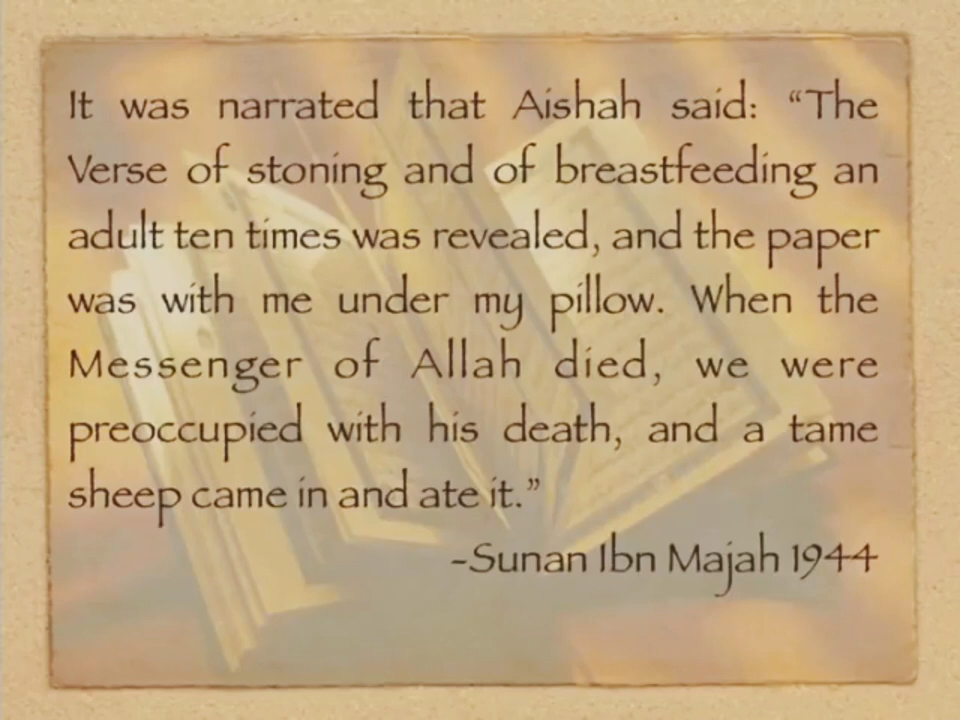 It was narrated that Aishah said: “The
Verse of stoning and of breastfeeding an
adult ten times was revealed, and the paper
was with me under my pillow. When the
Messenger of Allah died, we were
preoccupied with his death, and a tame
sheep came in and ate it.”
-Sunan Ibn Majah 1944